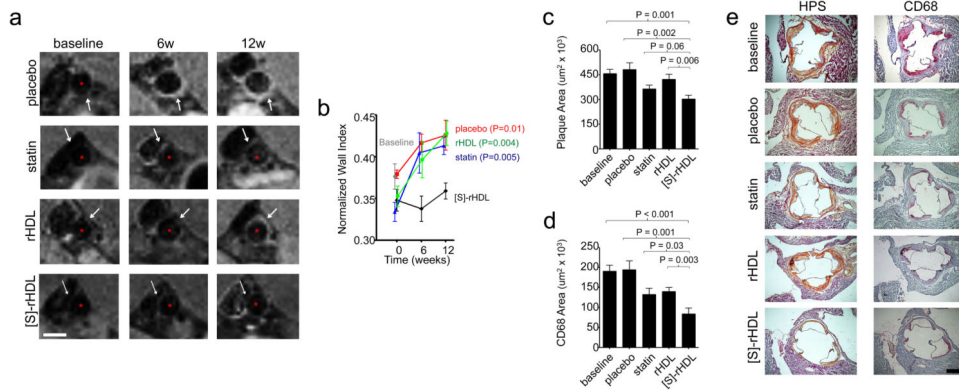 a
baseline
6w
12w
placebo
statin
rHDL
[S]-rHDL
b
Normalized Wall Index
0.45
0.40
0.35
0.30
Baseline
placebo (P=0.01)
rHDL (P=0.004)
statin (P=0.005)
[S]-rHDL
0
6
12
Time (weeks)
c
P = 0.001
P = 0.002
P = 0.06
P = 0.006
Plaque Area (um² x 10³)
600
450
300
150
0
baseline
placebo
statin
rHDL
[S]-rHDL
d
P < 0.001
P = 0.001
P = 0.03
P = 0.003
CD68 Area (um² x 10³)
250
200
150
100
50
0
baseline
placebo
statin
rHDL
[S]-rHDL
e
HPS
CD68
baseline
placebo
statin
rHDL
[S]-rHDL